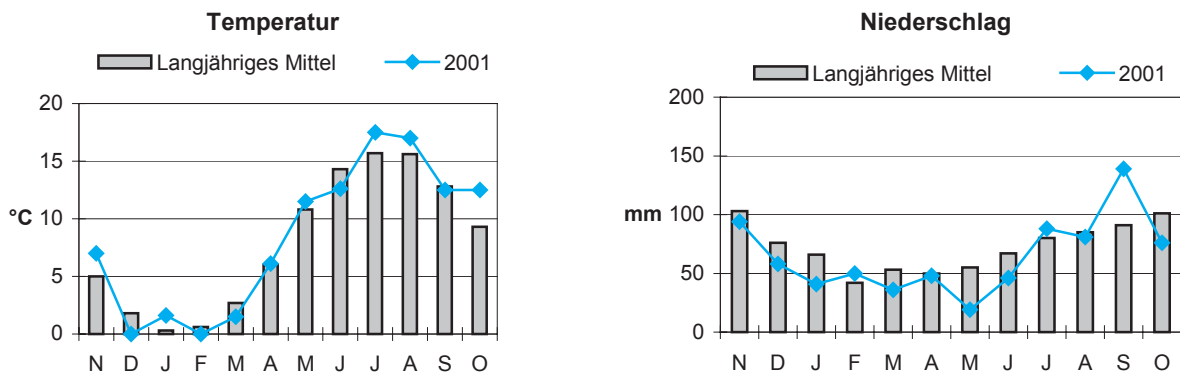 Temperatur
Langjähriges Mittel
2001
20
15
°C
10
5
0
N D J F M A M J J A S O
Niederschlag
Langjähriges Mittel
2001
200
150
mm
100
50
0
N D J F M A M J J A S O